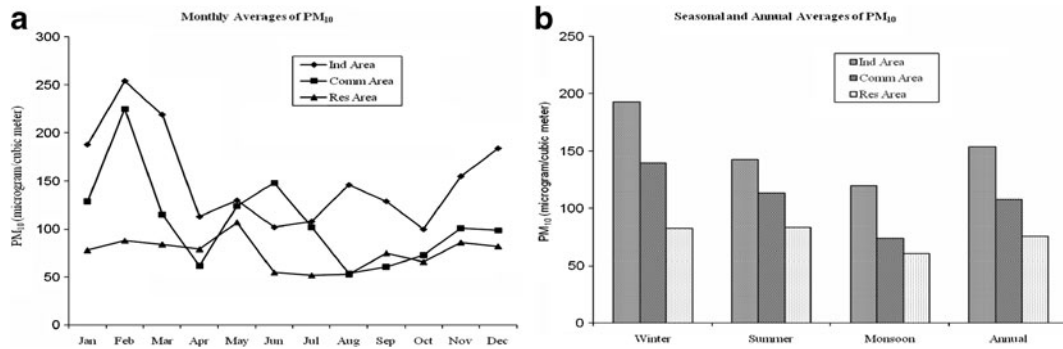 a
Monthly Averages of PM10
300
250
200
150
100
50
0
PM10 (microgram/cubic meter)
Ind Area
Comm Area
Res Area
Jan Feb Mar Apr May Jun Jul Aug Sep Oct Nov Dec
b
Seasonal and Annual Averages of PM10
250
200
150
100
50
0
PM10 (microgram/cubic meter)
Ind Area
Comm Area
Res Area
Winter Summer Monsoon Annual